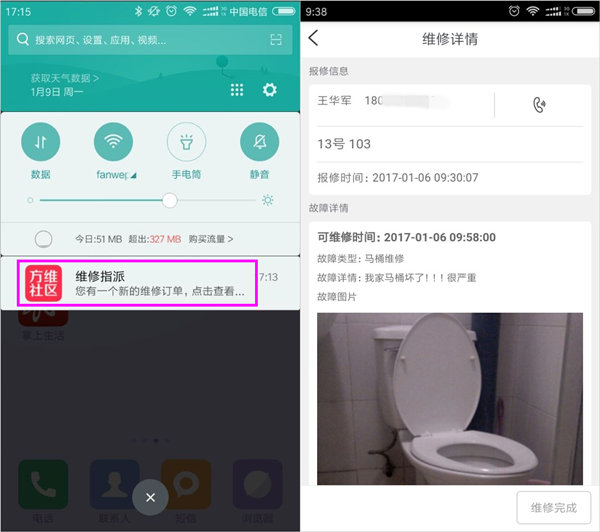 17:15
中国电信
搜索网页、设置、应用、视频...
获取天气数据 >
1月9日 周一
数据
fanwep
手电筒
静音
今日:51 MB 超出:327 MB 购买流量 >
方维
社区
维修指派
17:13
您有一个新的维修订单，点击查看...
掌上生活
电话
联系人
短信
浏览器
9:38
维修详情
报修信息
王华军 180
13号 103
报修时间: 2017-01-06 09:30:07
故障详情
可维修时间: 2017-01-06 09:58:00
故障类型: 马桶维修
故障详情: 我家马桶坏了!!!很严重
故障图片
维修完成